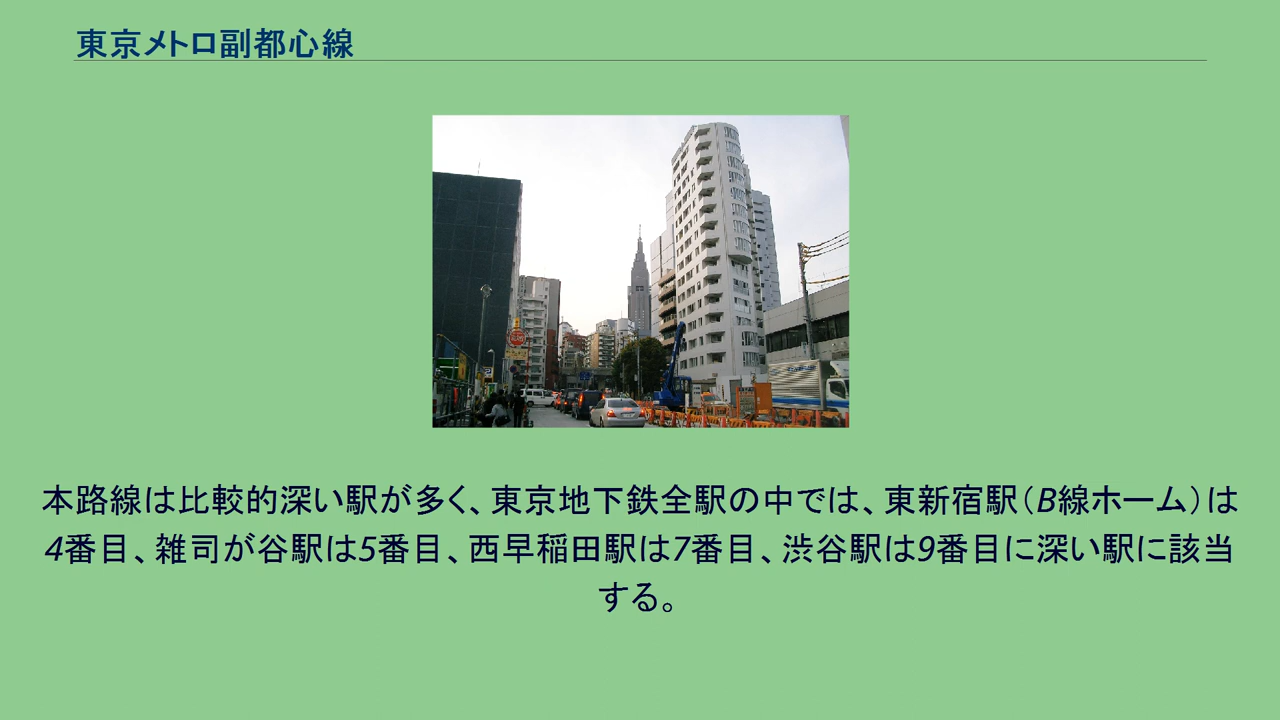 東京メトロ副都心線
本路線は比較的深い駅が多く、東京地下鉄全駅の中では、東新宿駅（B線ホーム）は
4番目、雑司が谷駅は5番目、西早稲田駅は7番目、渋谷駅は9番目に深い駅に該当
する。